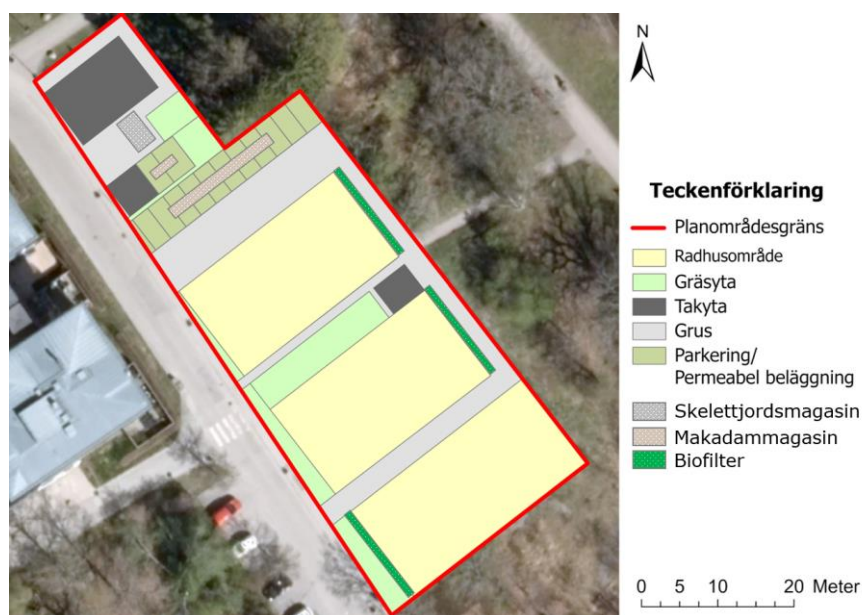 N
Teckenförklaring
Planområdesgräns
Radhusområde
Gräsyta
Takyta
Grus
Parkering/
Permeabel beläggning
Skelettjordsmagasin
Makadammagasin
Biofilter
0 5 10 20 Meter